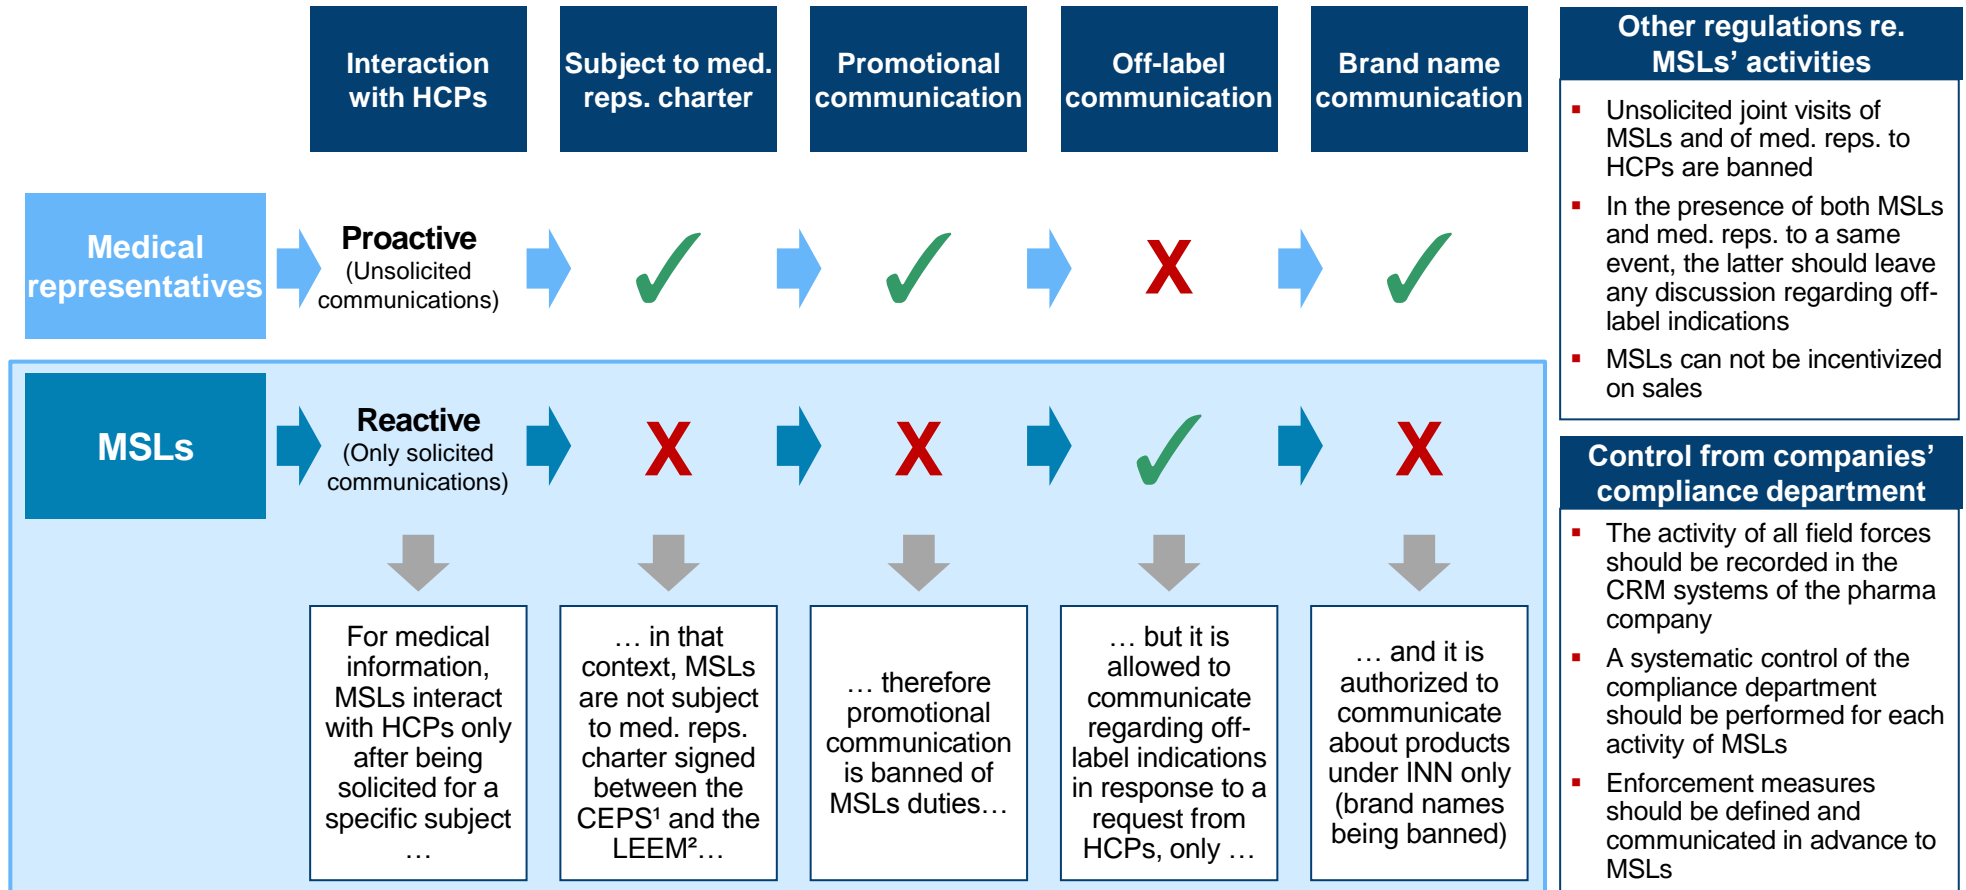 Interaction
with HCPs
Subject to med.
reps. charter
Promotional
communication
Off-label
communication
Brand name
communication
Medical
representatives
Proactive
(Unsolicited
communications)
✓
✓
X
✓
MSLs
Reactive
(Only solicited
communications)
X
X
✓
X
For medical
information,
MSLs interact
with HCPs only
after being
solicited for a
specific subject
…
… in that
context, MSLs
are not subject
to med. reps.
charter signed
between the
CEPS¹ and the
LEEM²…
… therefore
promotional
communication
is banned of
MSLs duties…
… but it is
allowed to
communicate
regarding off-
label indications
in response to a
request from
HCPs, only …
… and it is
authorized to
communicate
about products
under INN only
(brand names
being banned)
Other regulations re.
MSLs’ activities
▪ Unsolicited joint visits of
MSLs and of med. reps. to
HCPs are banned
▪ In the presence of both MSLs
and med. reps. to a same
event, the latter should leave
any discussion regarding off-
label indications
▪ MSLs can not be incentivized
on sales
Control from companies’
compliance department
▪ The activity of all field forces
should be recorded in the
CRM systems of the pharma
company
▪ A systematic control of the
compliance department
should be performed for each
activity of MSLs
▪ Enforcement measures
should be defined and
communicated in advance to
MSLs